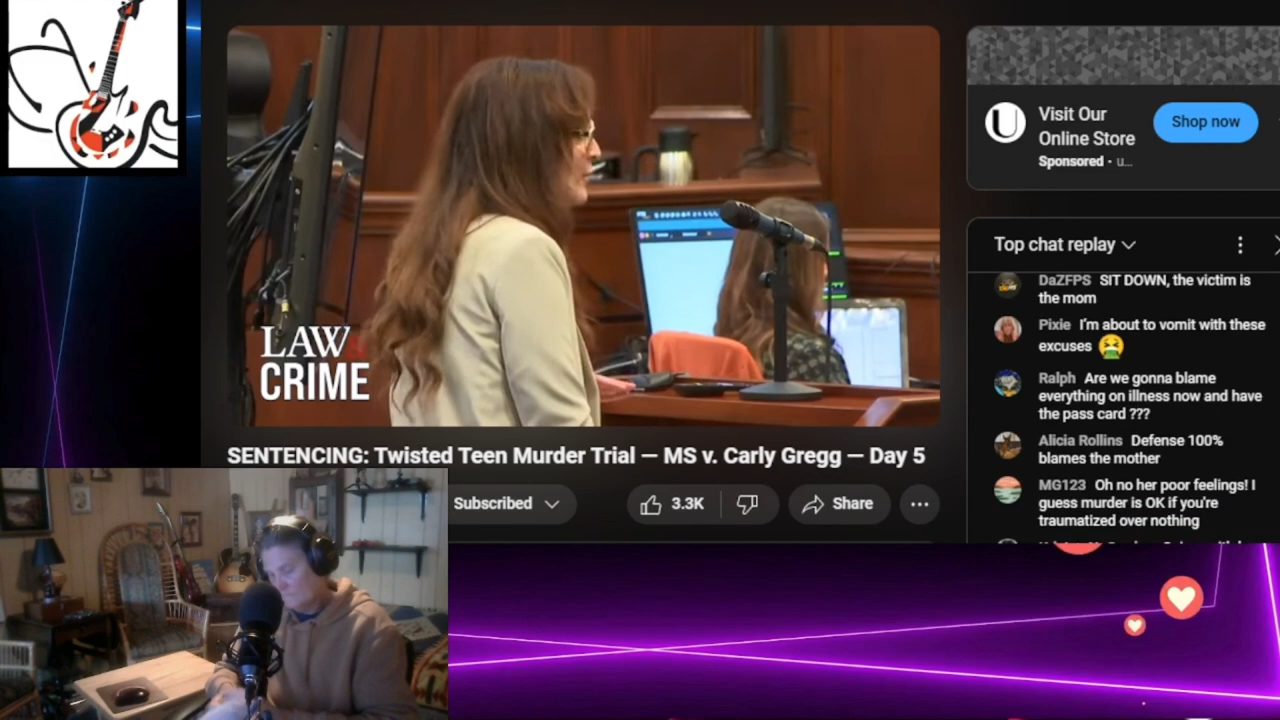 LAW
CRIME
SENTENCING: Twisted Teen Murder Trial — MS v. Carly Gregg — Day 5
Subscribed
3.3K
Share
Visit Our
Online Store
Sponsored · u...
Shop now
Top chat replay
DaZFPS SIT DOWN, the victim is
the mom
Pixie I'm about to vomit with these
excuses 🤮
Ralph Are we gonna blame
everything on illness now and have
the pass card ???
Alicia Rollins Defense 100%
blames the mother
MG123 Oh no her poor feelings! I
guess murder is OK if you're
traumatized over nothing